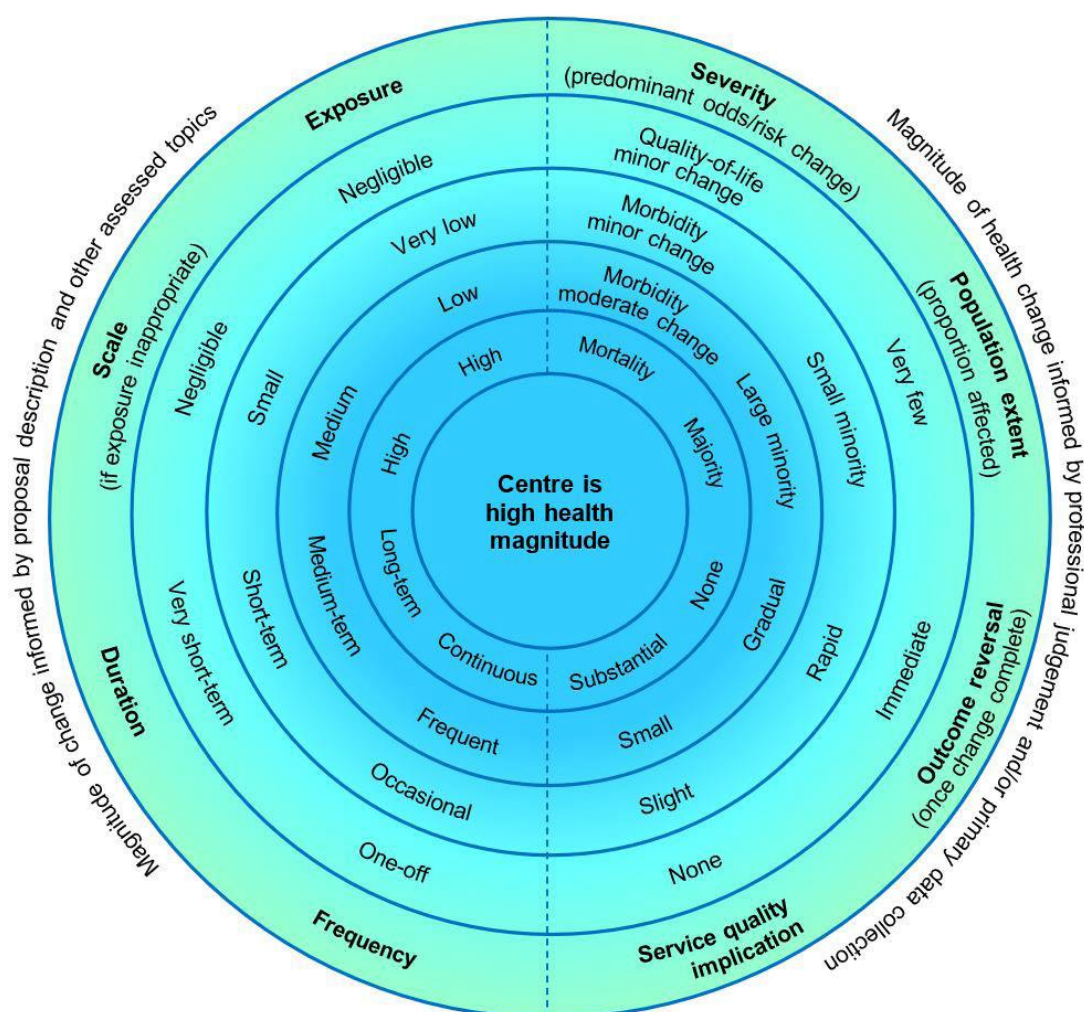 Magnitude of change informed by proposal description and other assessed topics
Magnitude of health change informed by professional judgement and/or primary data collection
Exposure
Negligible
Very low
Low
High
Severity
(predominant odds/risk change)
Quality-of-life
minor change
Morbidity
minor change
Morbidity
moderate change
Mortality
Scale
(if exposure inappropriate)
Negligible
Small
Medium
High
Population extent
(proportion affected)
Very few
Small minority
Large minority
Majority
Centre is
high health
magnitude
Duration
Very short-term
Short-term
Medium-term
Long-term
Outcome reversal
(once change complete)
Immediate
Rapid
Gradual
None
Frequency
One-off
Occasional
Frequent
Continuous
Service quality
implication
None
Slight
Small
Substantial